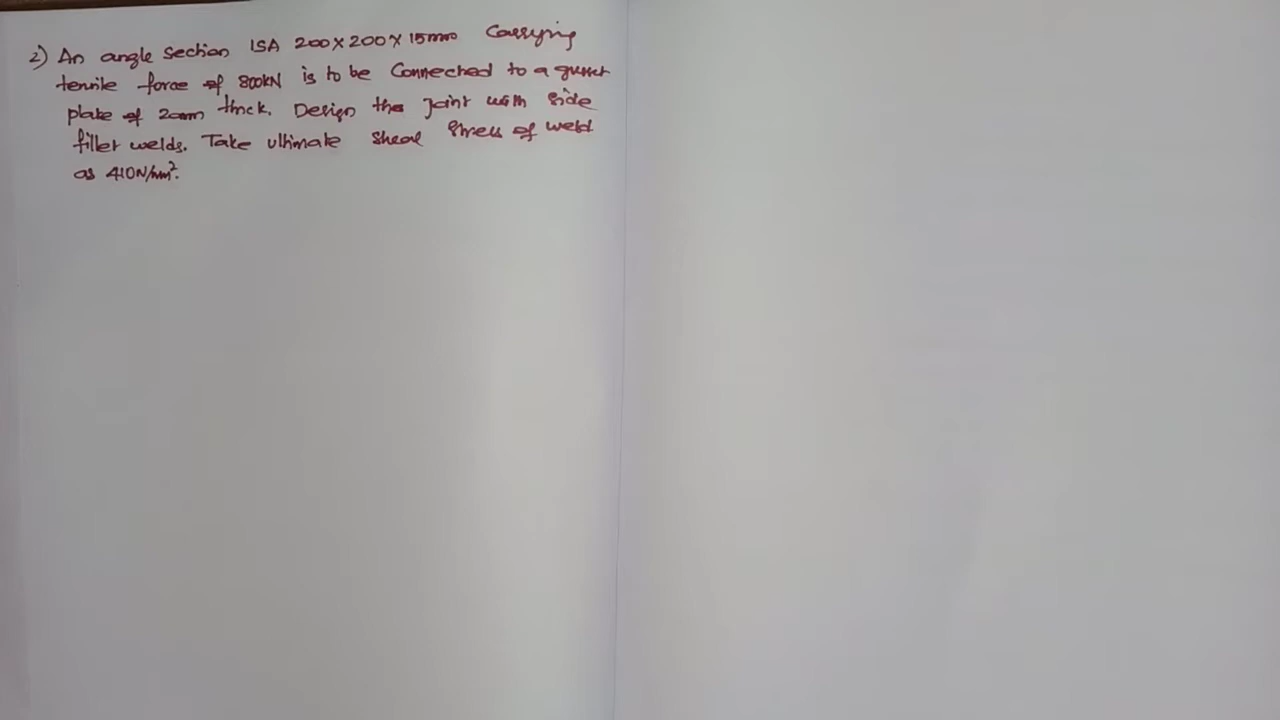 2) An angle section ISA 200×200×15mm Carrying
tensile force of 800kN is to be Connected to a gusset
plate of 20mm thick. Design the Joint with side
fillet welds. Take ultimate shear stress of weld
as 410N/mm².